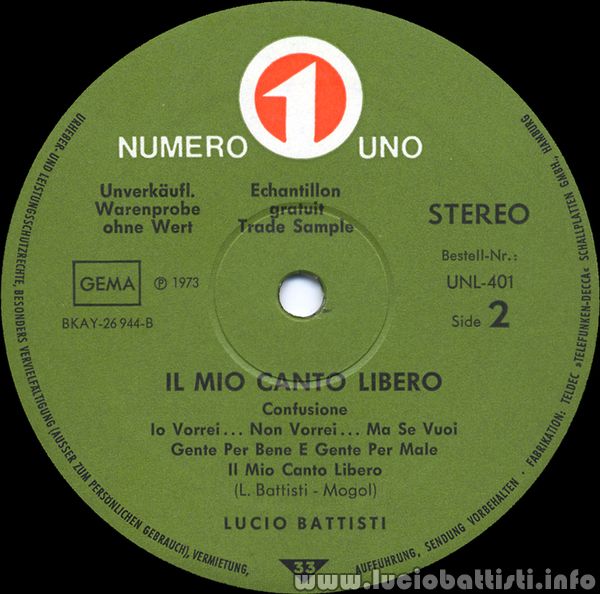 1
NUMERO UNO
Unverkäufl.
Warenprobe
ohne Wert
Echantillon
gratuit
Trade Sample
STEREO
GEMA
℗ 1973
BKAY-26 944-B
Bestell-Nr.:
UNL-401
Side 2
IL MIO CANTO LIBERO
Confusione
Io Vorrei... Non Vorrei... Ma Se Vuoi
Gente Per Bene E Gente Per Male
Il Mio Canto Libero
(L. Battisti - Mogol)
LUCIO BATTISTI
33
URHEBER- UND LEISTUNGSSCHUTZRECHTE, BESONDERS VERVIELFÄLTIGUNG (AUSSER ZUM PERSÖNLICHEN GEBRAUCH), VERMIETUNG, AUFFÜHRUNG, SENDUNG VORBEHALTEN · FABRIKATION: TELDEC »TELEFUNKEN-DECCA« SCHALLPLATTEN GMBH, HAMBURG
www.luciobattisti.info